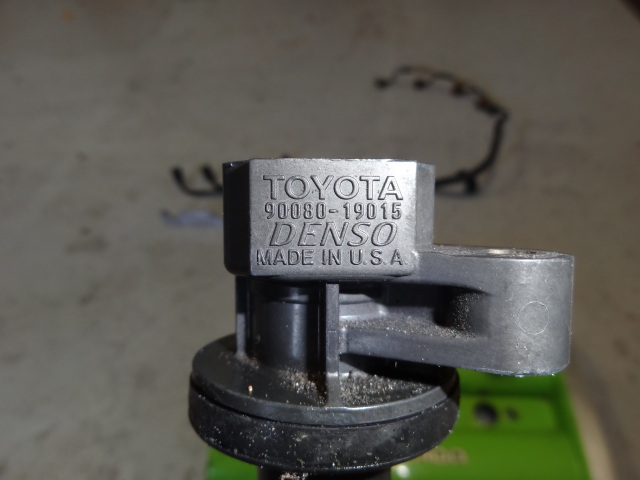 TOYOTA
90080-19015
DENSO
MADE IN U.S.A